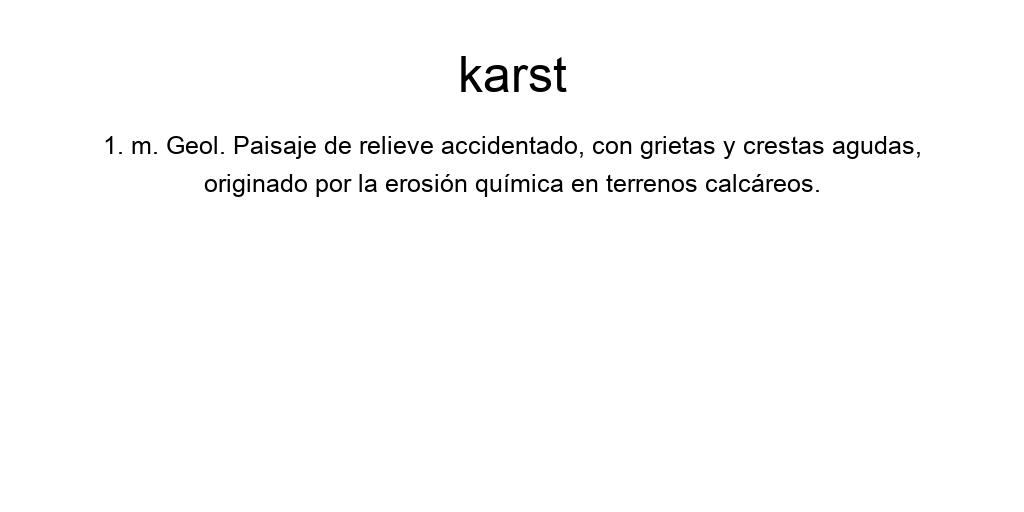 karst
1. m. Geol. Paisaje de relieve accidentado, con grietas y crestas agudas,
originado por la erosión química en terrenos calcáreos.